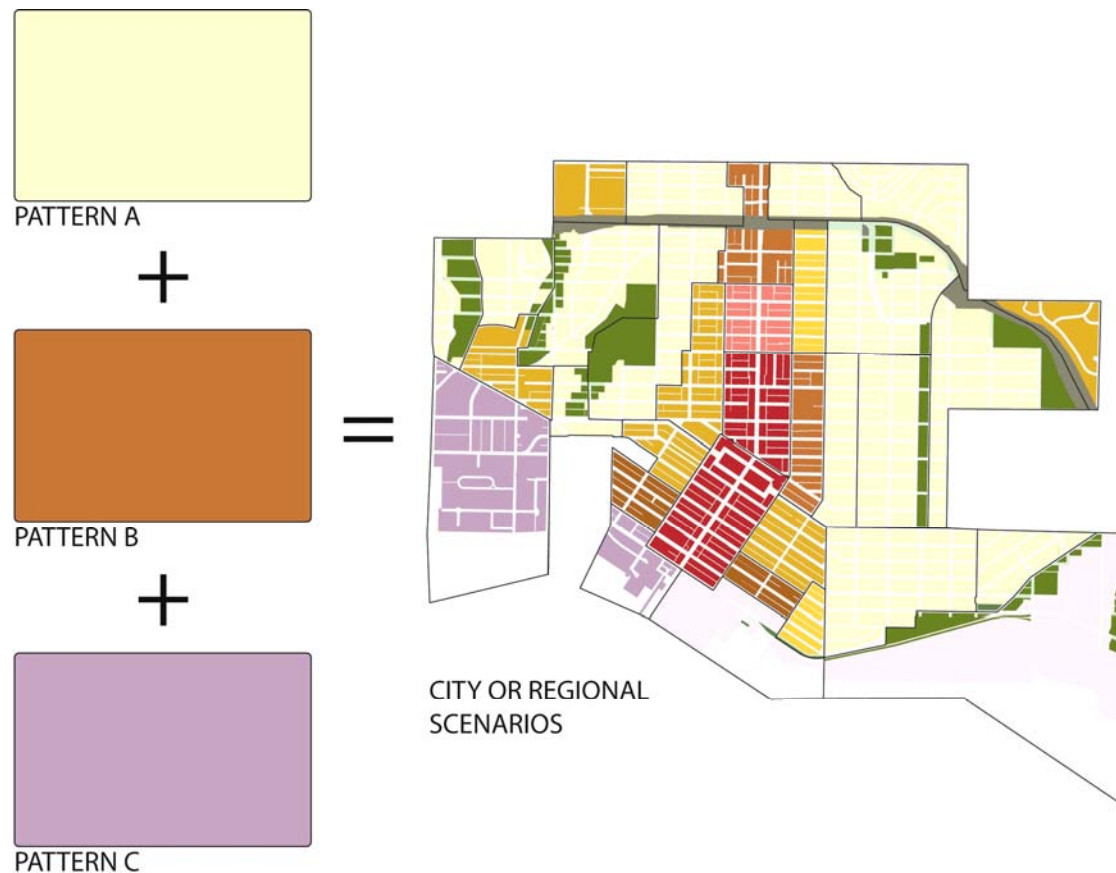 PATTERN A
+
PATTERN B
+
PATTERN C
=
CITY OR REGIONAL
SCENARIOS